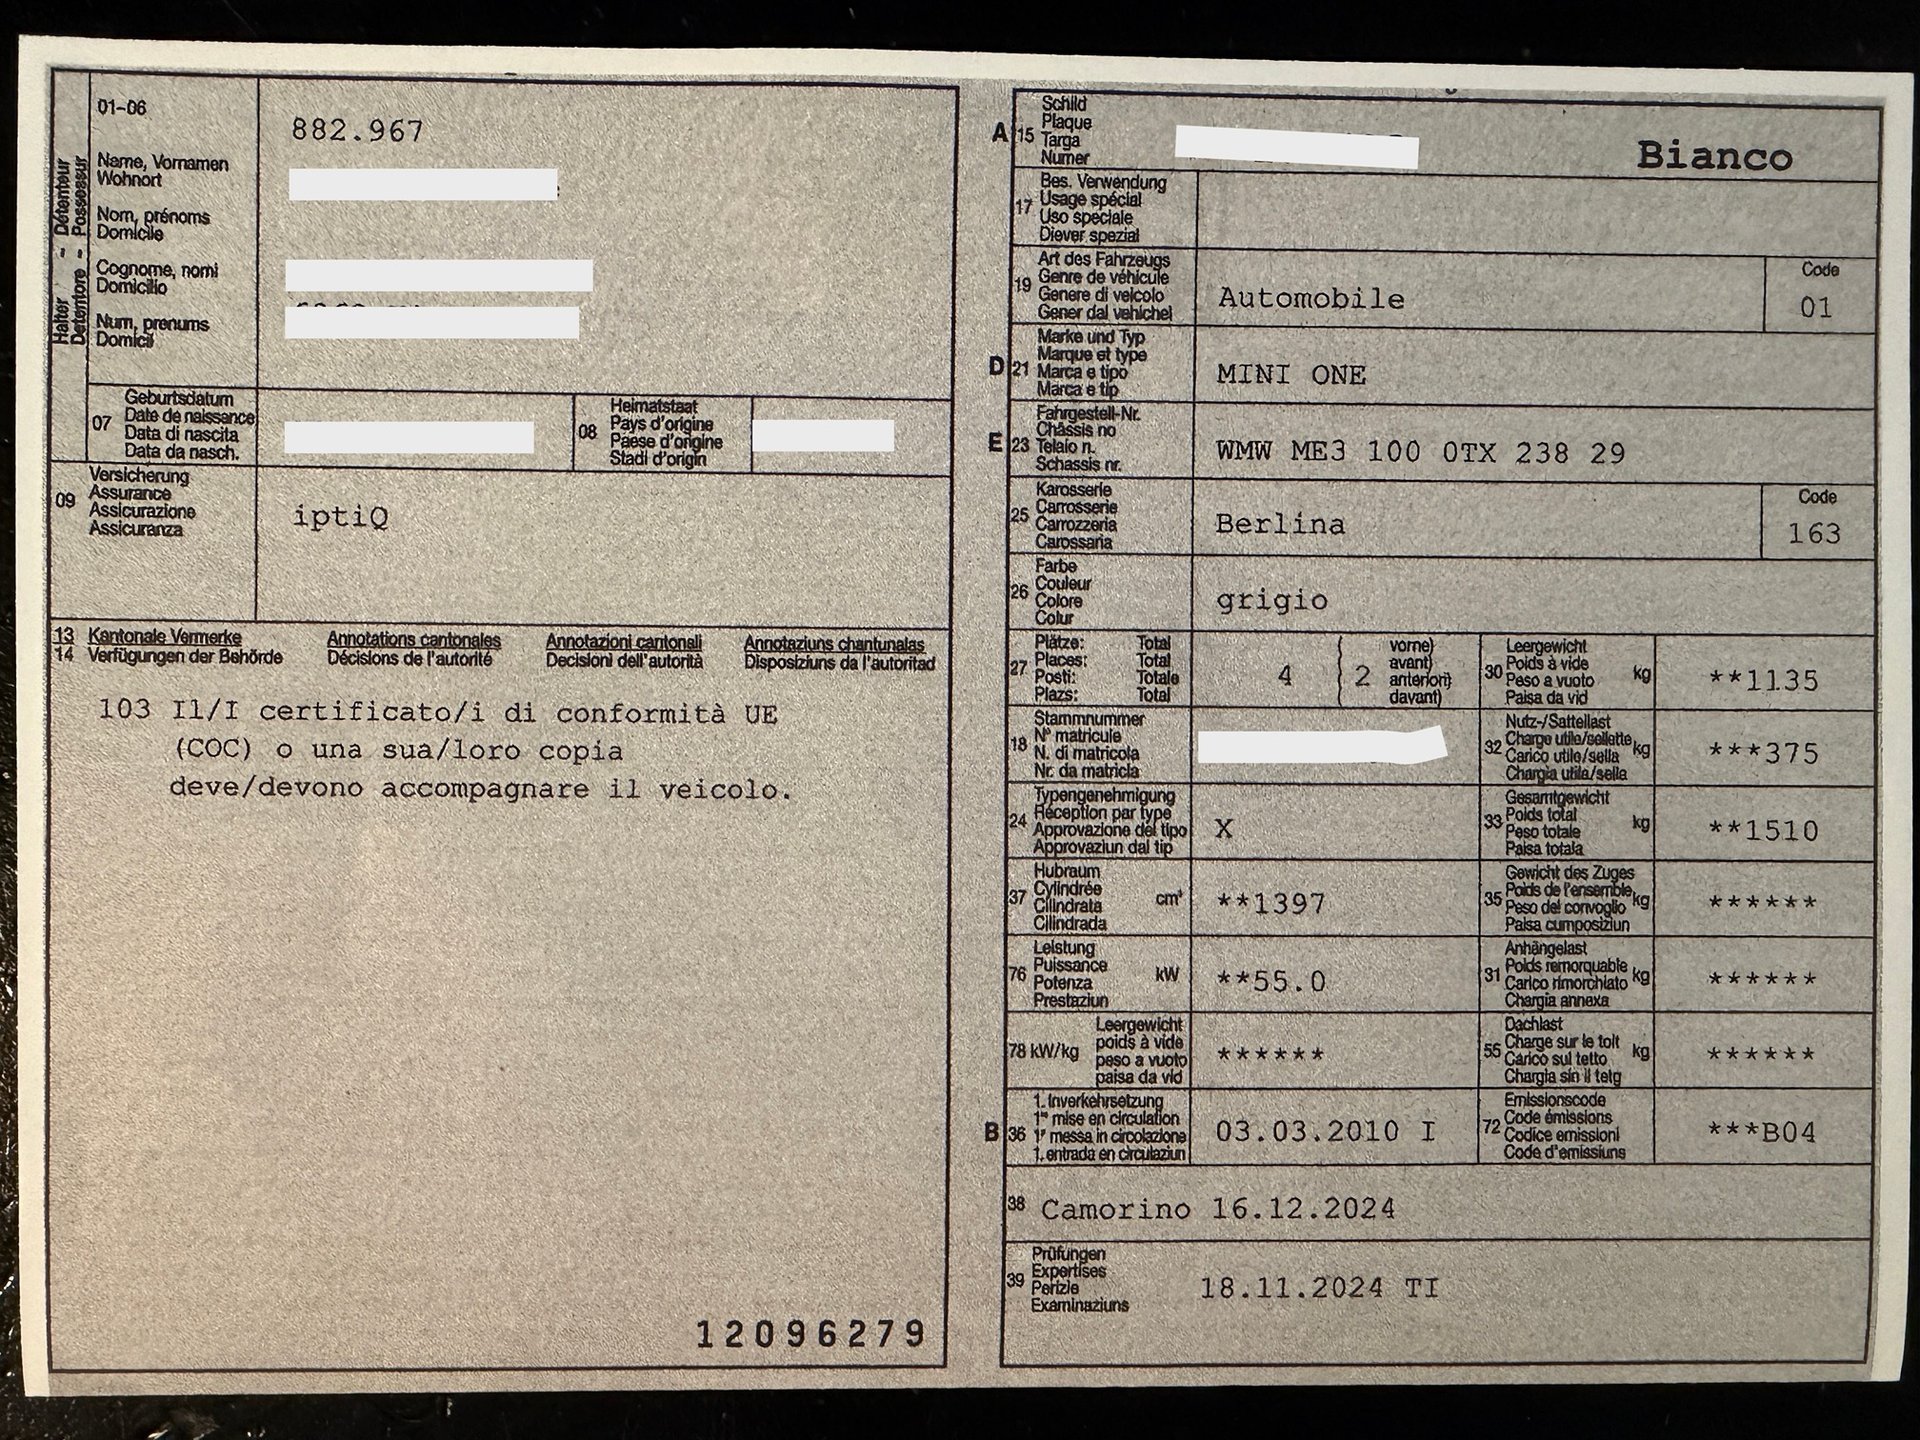 01-06
882.967
Halter - Détenteur
Detentore - Possessur
Name, Vornamen
Wohnort
Nom, prénoms
Domicile
Cognome, nomi
Domicilio
Num, prenums
Domicil
07
Geburtsdatum
Date de naissance
Data di nascita
Data da nasch.
08
Heimatstaat
Pays d'origine
Paese d'origine
Stadi d'origin
09
Versicherung
Assurance
Assicurazione
Assicuranza
iptiQ
13 Kantonale Vermerke Annotations cantonales Annotazioni cantonali Annotaziuns chantunalas
14 Verfügungen der Behörde Décisions de l'autorité Decisioni dell'autorità Disposiziuns da l'autoritad
103 Il/I certificato/i di conformità UE
(COC) o una sua/loro copia
deve/devono accompagnare il veicolo.
12096279
A 15
Schild
Plaque
Targa
Numer
Bianco
17
Bes. Verwendung
Usage spécial
Uso speciale
Diever spezial
19
Art des Fahrzeugs
Genre de véhicule
Genere di veicolo
Gener dal vehichel
Automobile
Code
01
D 21
Marke und Typ
Marque et type
Marca e tipo
Marca e tip
MINI ONE
E 23
Fahrgestell-Nr.
Châssis no
Telaio n.
Schassis nr.
WMW ME3 100 0TX 238 29
25
Karosserie
Carrosserie
Carrozzeria
Carossaria
Berlina
Code
163
26
Farbe
Couleur
Colore
Colur
grigio
27
Plätze: Total
Places: Total
Posti: Totale
Plazs: Total
4 ( 2
vorne)
avant)
anteriori)
davant)
30
Leergewicht
Poids à vide
Peso a vuoto
Paisa da vid
kg
**1135
18
Stammnummer
N° matricule
N. di matricola
Nr. da matricla
32
Nutz-/Sattellast
Charge utile/sellette
Carico utile/sella
Chargia utila/sella
kg
***375
24
Typengenehmigung
Réception par type
Approvazione del tipo
Approvaziun dal tip
X
33
Gesamtgewicht
Poids total
Peso totale
Paisa totala
kg
**1510
37
Hubraum
Cylindrée
Cilindrata
Cilindrada
cm³
**1397
35
Gewicht des Zuges
Poids de l'ensemble
Peso del convoglio
Paisa cumposiziun
kg
******
76
Leistung
Puissance
Potenza
Prestaziun
kW
**55.0
31
Anhängelast
Poids remorquable
Carico rimorchiato
Chargia annexa
kg
******
78 kW/kg
Leergewicht
poids à vide
peso a vuoto
paisa da vid
******
55
Dachlast
Charge sur le toit
Carico sul tetto
Chargia sin il tetg
kg
******
B 36
1. Inverkehrsetzung
1re mise en circulation
1a messa in circolazione
1. entrada en circulaziun
03.03.2010 I
72
Emissionscode
Code émissions
Codice emissioni
Code d'emissiuns
***B04
38
Camorino 16.12.2024
39
Prüfungen
Expertises
Perizie
Examinaziuns
18.11.2024 TI